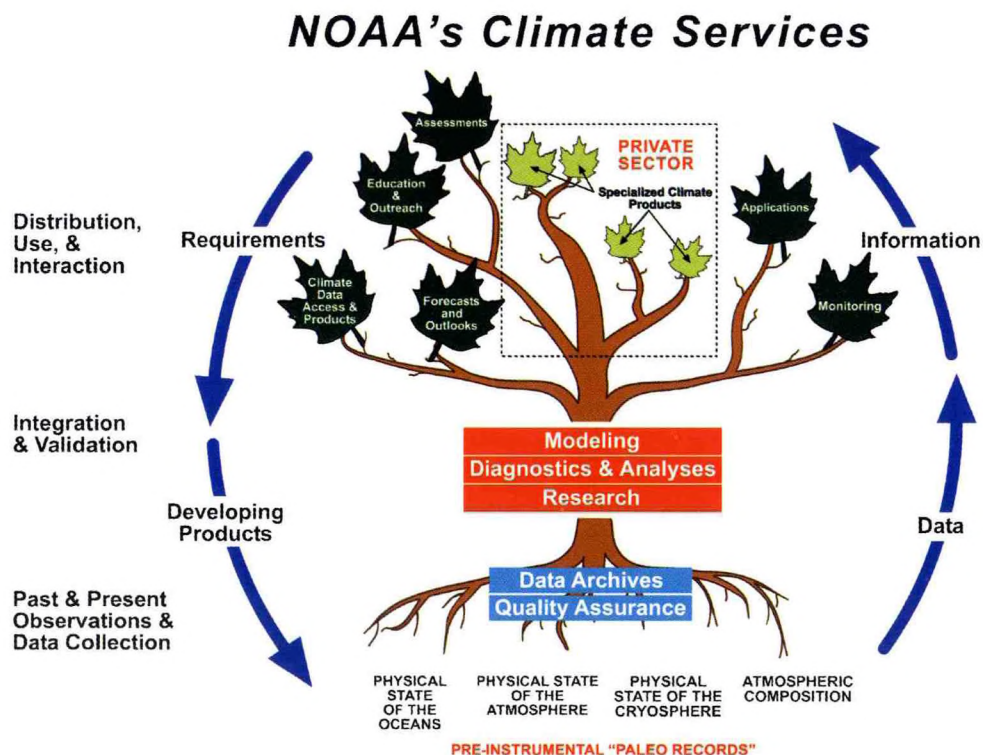 NOAA's Climate Services
Assessments
PRIVATE
SECTOR
Education
&
Outreach
Specialized Climate
Products
Applications
Distribution,
Use, &
Interaction
Requirements
Information
Climate
Data
Access &
Products
Forecasts
and
Outlooks
Monitoring
Integration
& Validation
Modeling
Diagnostics & Analyses
Research
Developing
Products
Data
Data Archives
Quality Assurance
Past & Present
Observations &
Data Collection
PHYSICAL
STATE
OF THE
OCEANS
PHYSICAL STATE
OF THE
ATMOSPHERE
PHYSICAL
STATE OF THE
CRYOSPHERE
ATMOSPHERIC
COMPOSITION
PRE-INSTRUMENTAL "PALEO RECORDS"